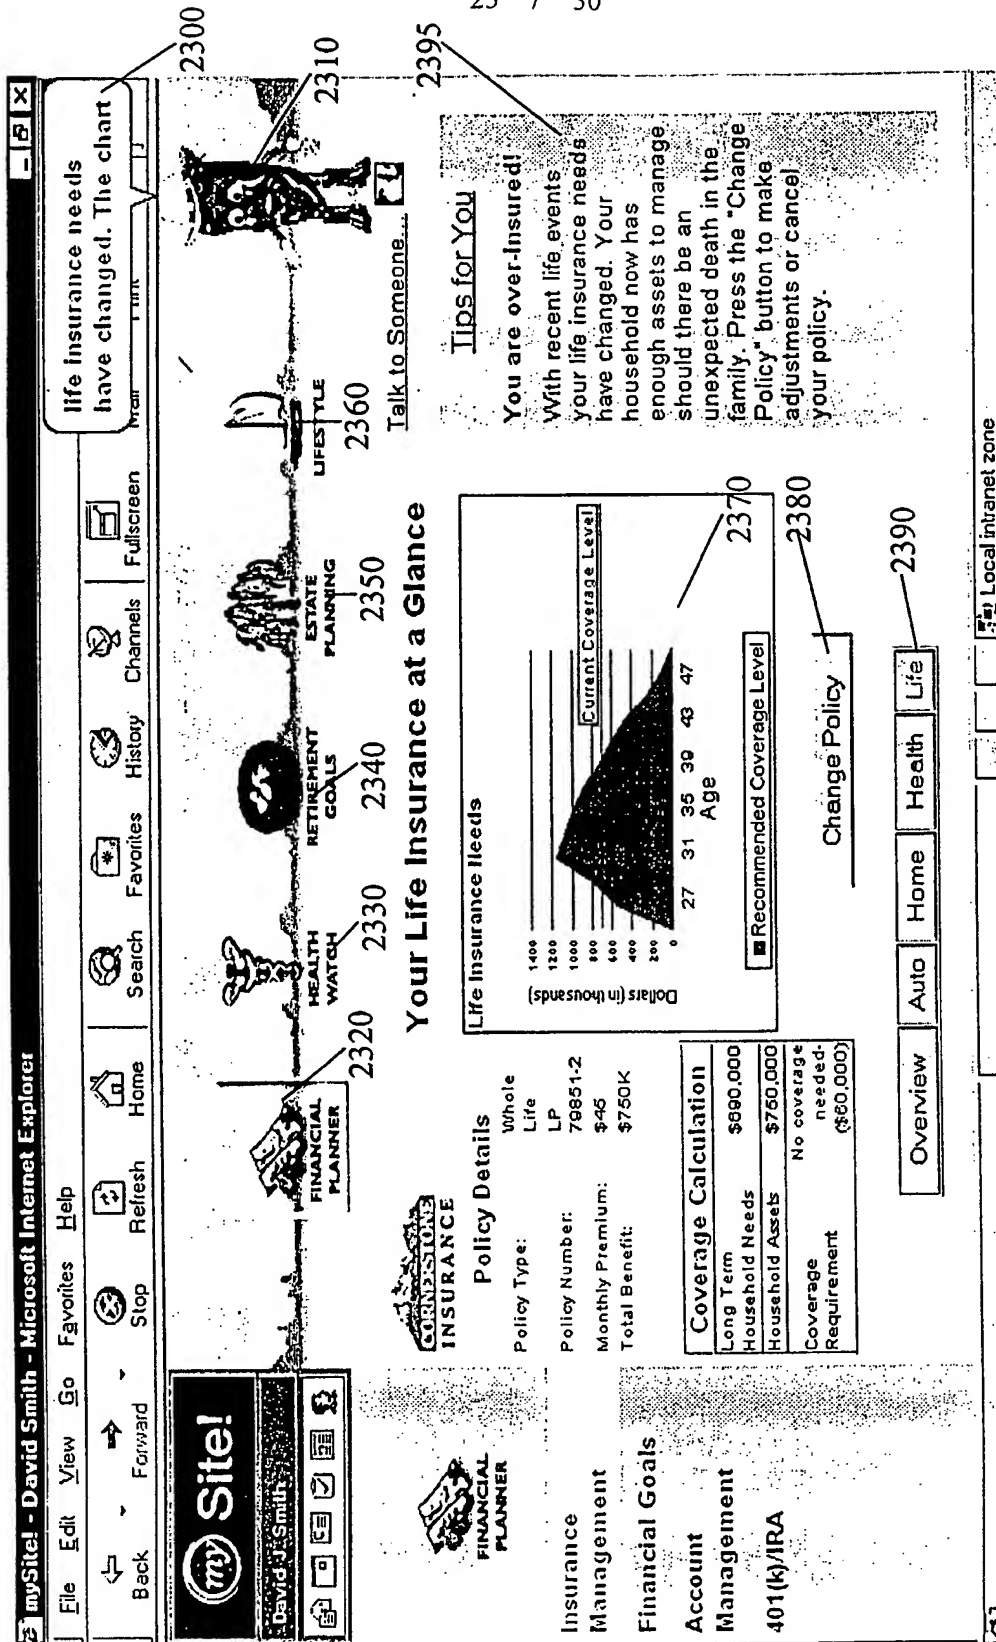 mySite! - David Smith - Microsoft Internet Explorer
File Edit View Go Favorites Help
Back Forward Stop Refresh Home Search Favorites History Channels Fullscreen
life insurance needs
have changed. The chart
2300
2310
my Site!
David J. Smith
FINANCIAL
PLANNER
2320
HEALTH
WATCH
2330
RETIREMENT
GOALS
2340
ESTATE
PLANNING
2350
LIFESTYLE
2360
Talk to Someone...
FINANCIAL
PLANNER
Insurance
Management
Financial Goals
Account
Management
401(k)/IRA
CORNERSTONE
INSURANCE
Your Life Insurance at a Glance
Policy Details
Policy Type: Whole
Life
Policy Number: LP
79851-2
Monthly Premium: $45
Total Benefit: $750K
Coverage Calculation
Long Term
Household Needs $690,000
Household Assets $750,000
Coverage
Requirement
No coverage
needed-
($60,000)
Life Insurance Needs
Dollars (in thousands)
1400
1200
1000
800
600
400
200
0
Current Coverage Level
27 31 35 39 43 47
Age
Recommended Coverage Level
2370
Change Policy
2380
Overview Auto Home Health Life
2390
Tips for You
2395
You are over-insured!
With recent life events
your life insurance needs
have changed. Your
household now has
enough assets to manage
should there be an
unexpected death in the
family. Press the "Change
Policy" button to make
adjustments or cancel
your policy.
Local intranet zone